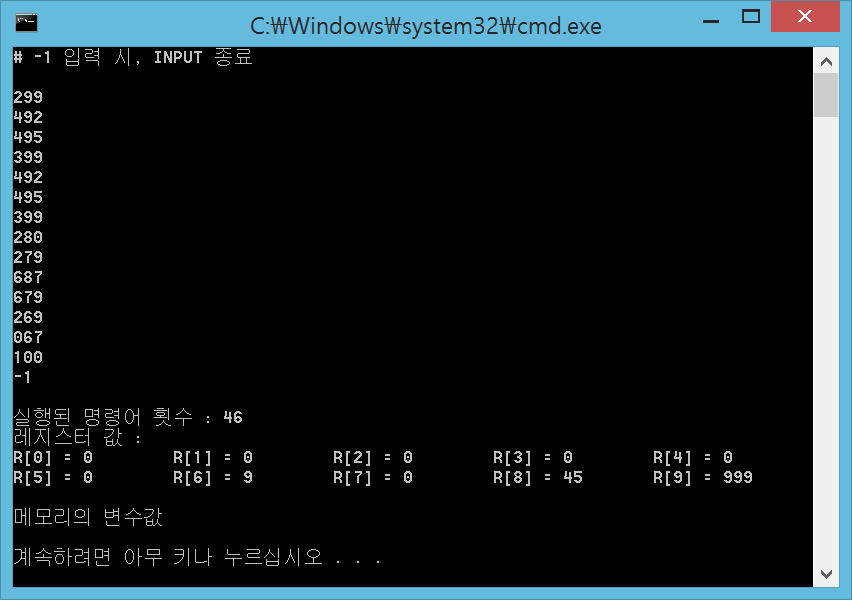 C:₩Windows₩system32₩cmd.exe
# -1 입력 시, INPUT 종료
299
492
495
399
492
495
399
280
279
687
679
269
067
100
-1
실행된 명령어 횟수 : 46
레지스터 값 :
R[0] = 0 R[1] = 0 R[2] = 0 R[3] = 0 R[4] = 0
R[5] = 0 R[6] = 9 R[7] = 0 R[8] = 45 R[9] = 999
메모리의 변수값
계속하려면 아무 키나 누르십시오 . . .